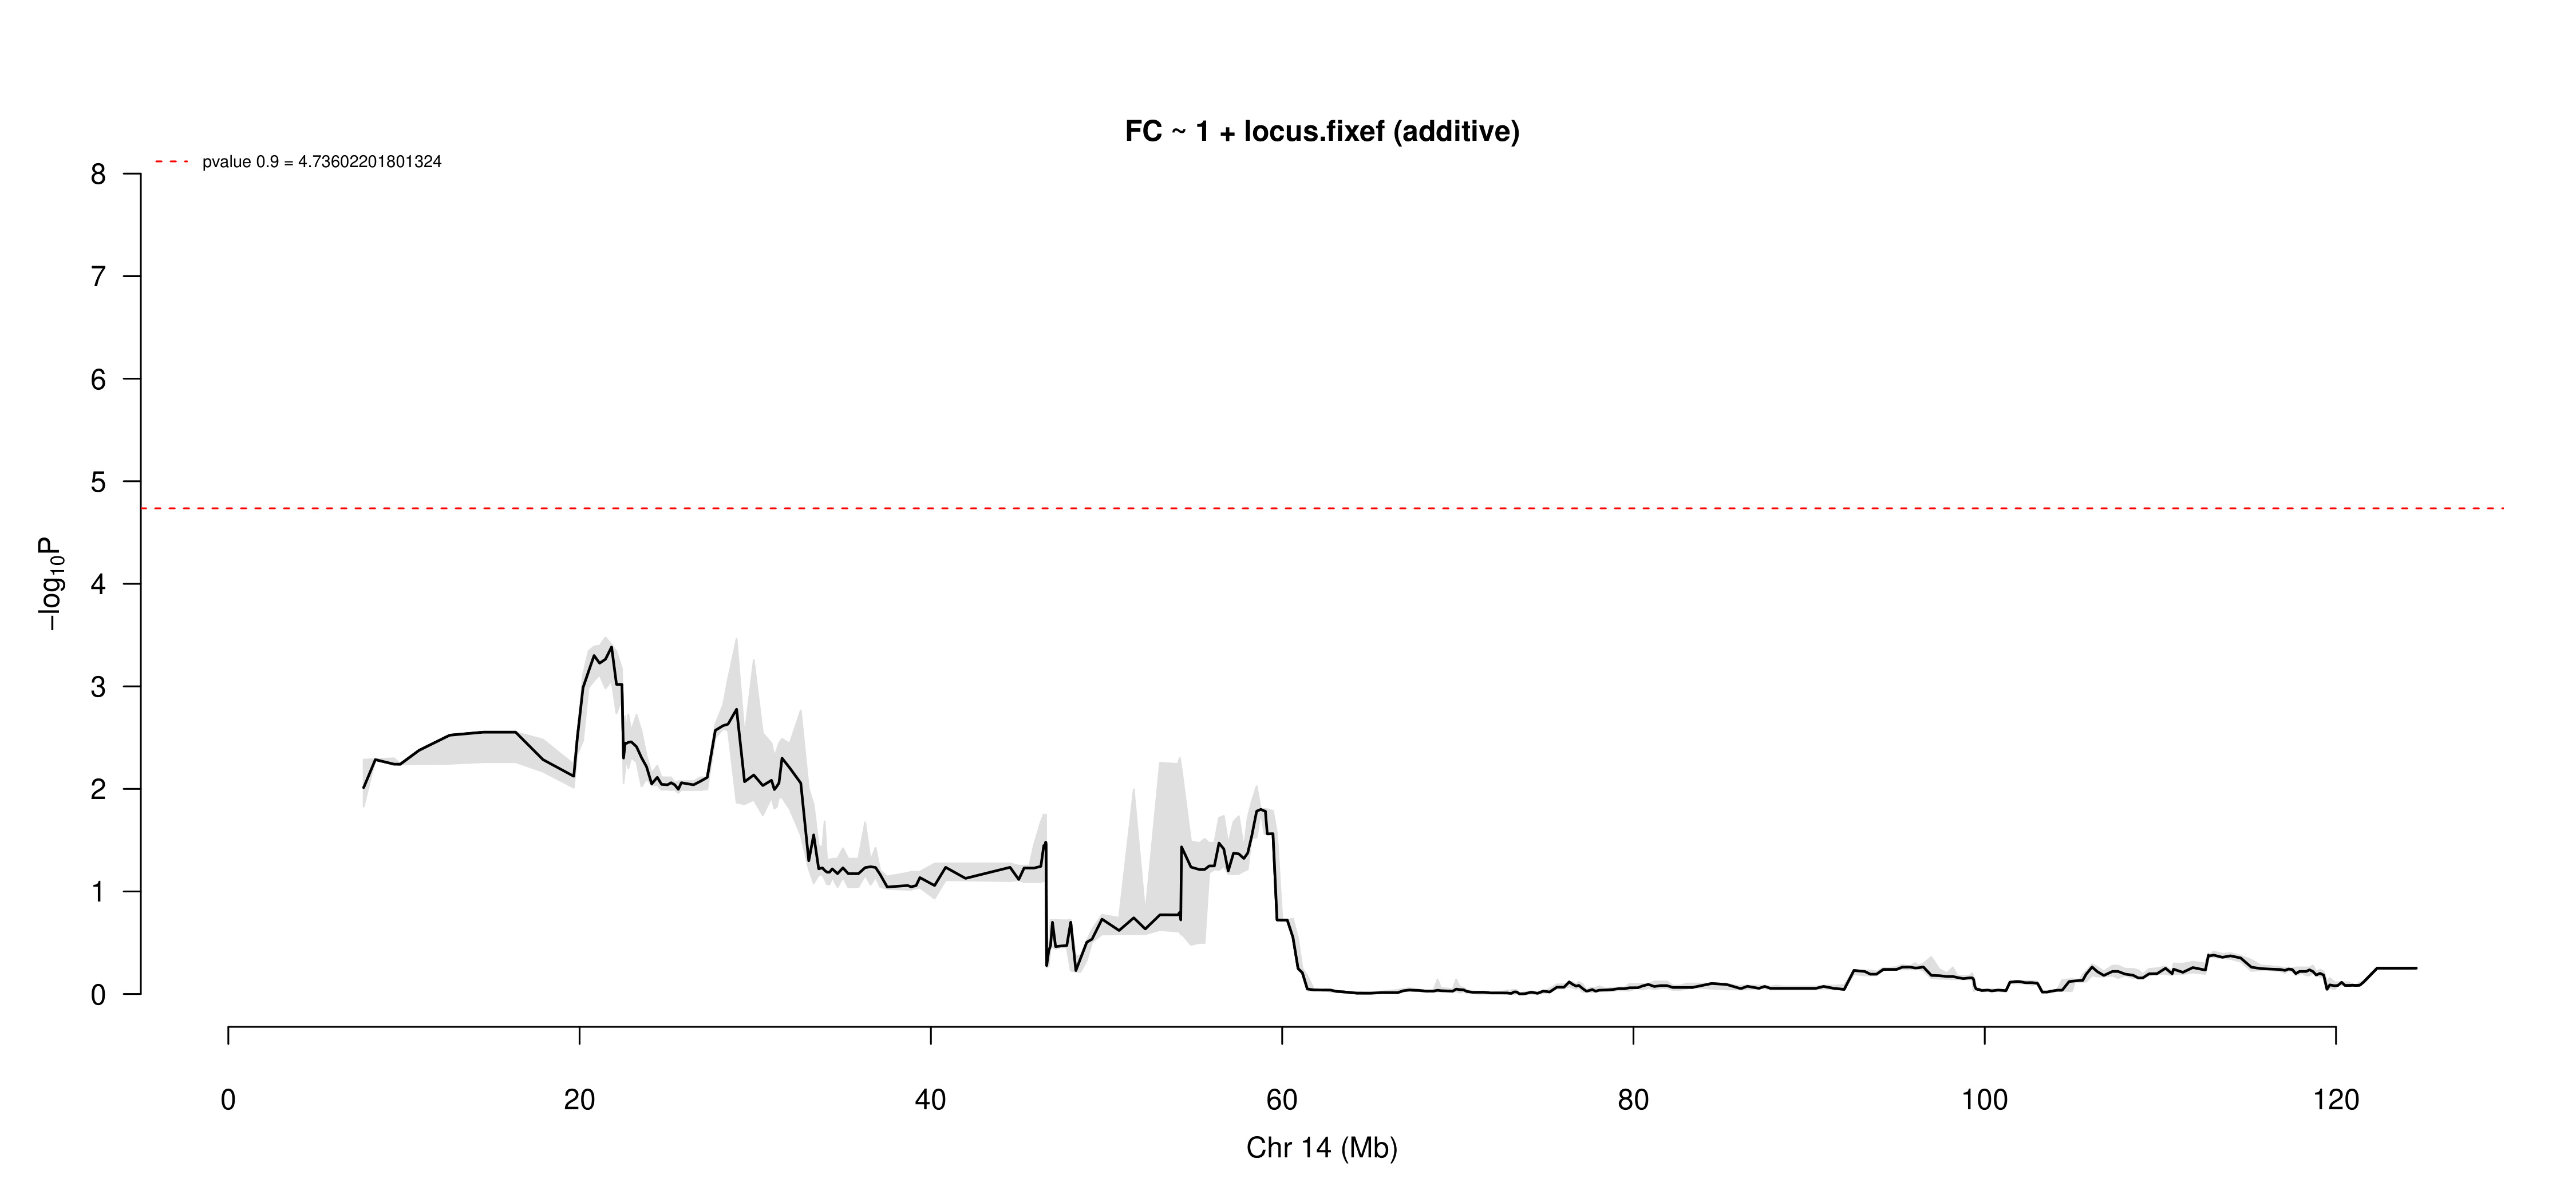 FC ~ 1 + locus.fixef (additive)
pvalue 0.9 = 4.73602201801324
8
7
6
5
4
3
2
1
0
−log10P
0 20 40 60 80 100 120
Chr 14 (Mb)